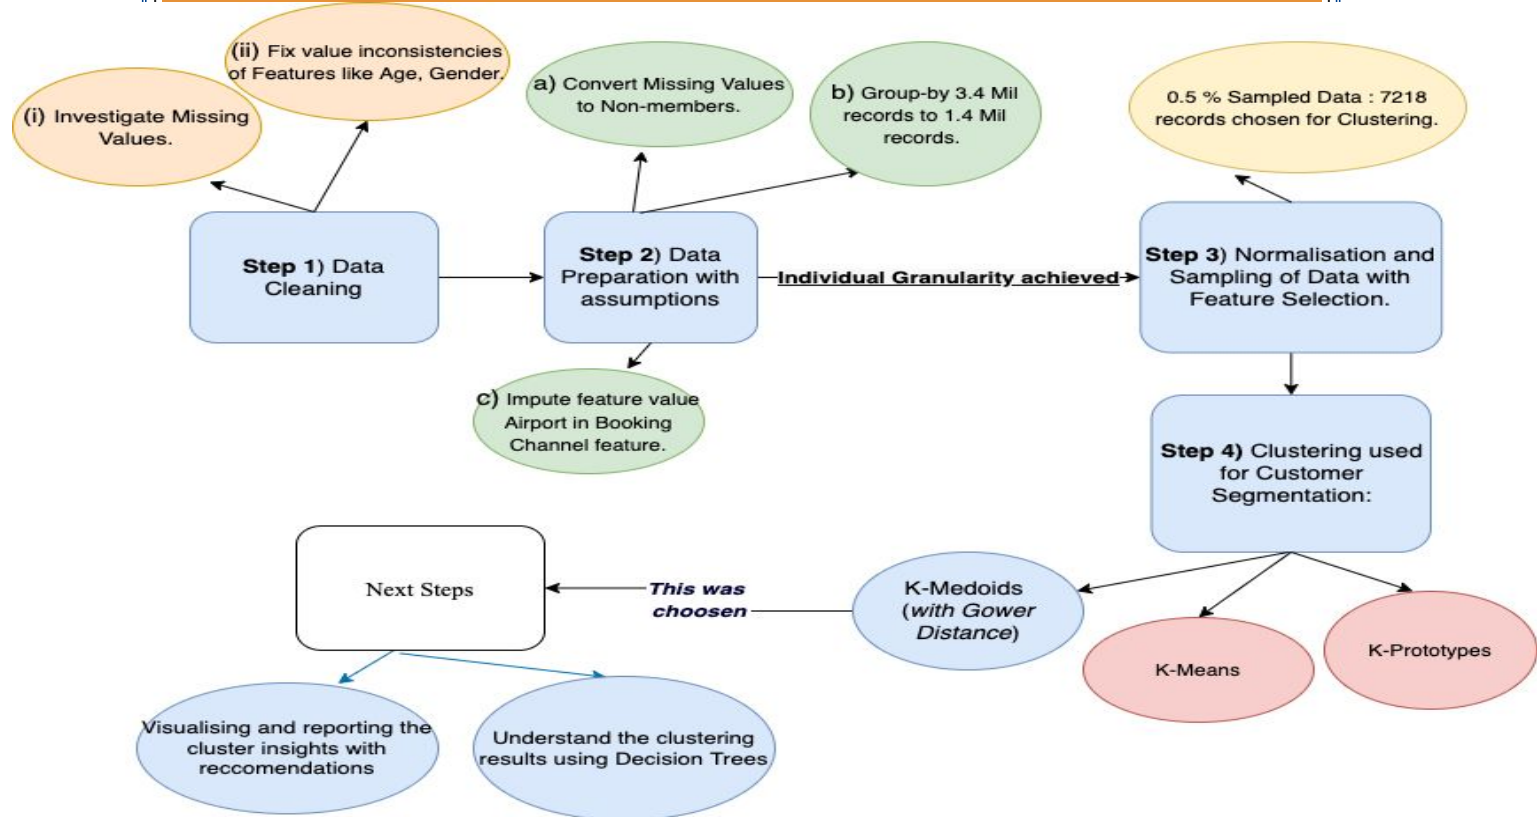 (i) Investigate Missing
Values.
(ii) Fix value inconsistencies
of Features like Age, Gender.
a) Convert Missing Values
to Non-members.
b) Group-by 3.4 Mil
records to 1.4 Mil
records.
0.5 % Sampled Data : 7218
records chosen for Clustering.
Step 1) Data
Cleaning
Step 2) Data
Preparation with
assumptions
Individual Granularity achieved
Step 3) Normalisation and
Sampling of Data with
Feature Selection.
c) Impute feature value
Airport in Booking
Channel feature.
Step 4) Clustering used
for Customer
Segmentation:
K-Medoids
(with Gower
Distance)
K-Means
K-Prototypes
This was
choosen
Next Steps
Visualising and reporting the
cluster insights with
reccomendations
Understand the clustering
results using Decision Trees